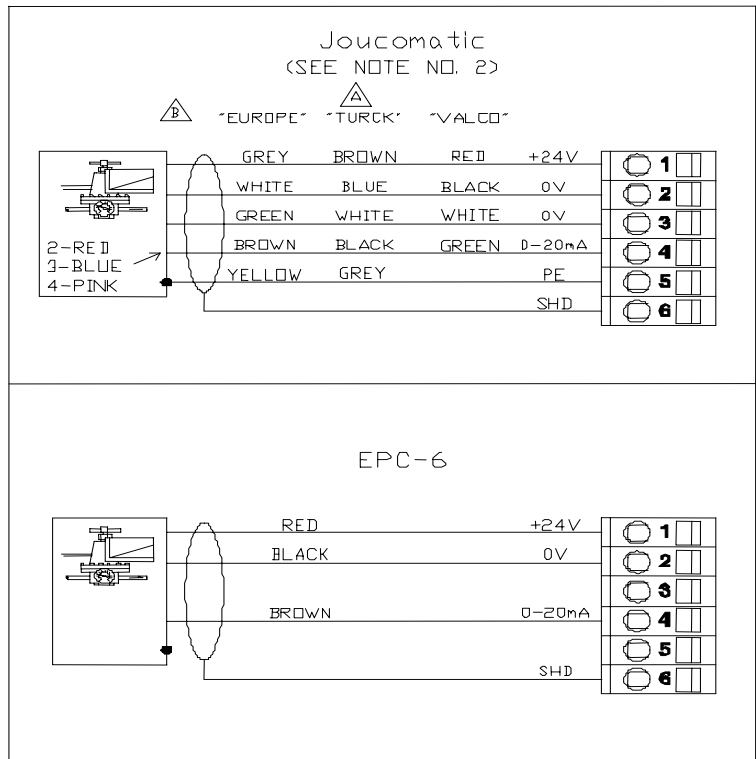 Joucomatic
(SEE NOTE NO. 2)
B A
"EUROPE" "TURCK" "VALCO"
GREY BROWN RED +24V 1
WHITE BLUE BLACK 0V 2
GREEN WHITE WHITE 0V 3
2-RED BROWN BLACK GREEN 0-20mA 4
3-BLUE
4-PINK YELLOW GREY PE 5
SHD 6
EPC-6
RED +24V 1
BLACK 0V 2
3
BROWN 0-20mA 4
5
SHD 6